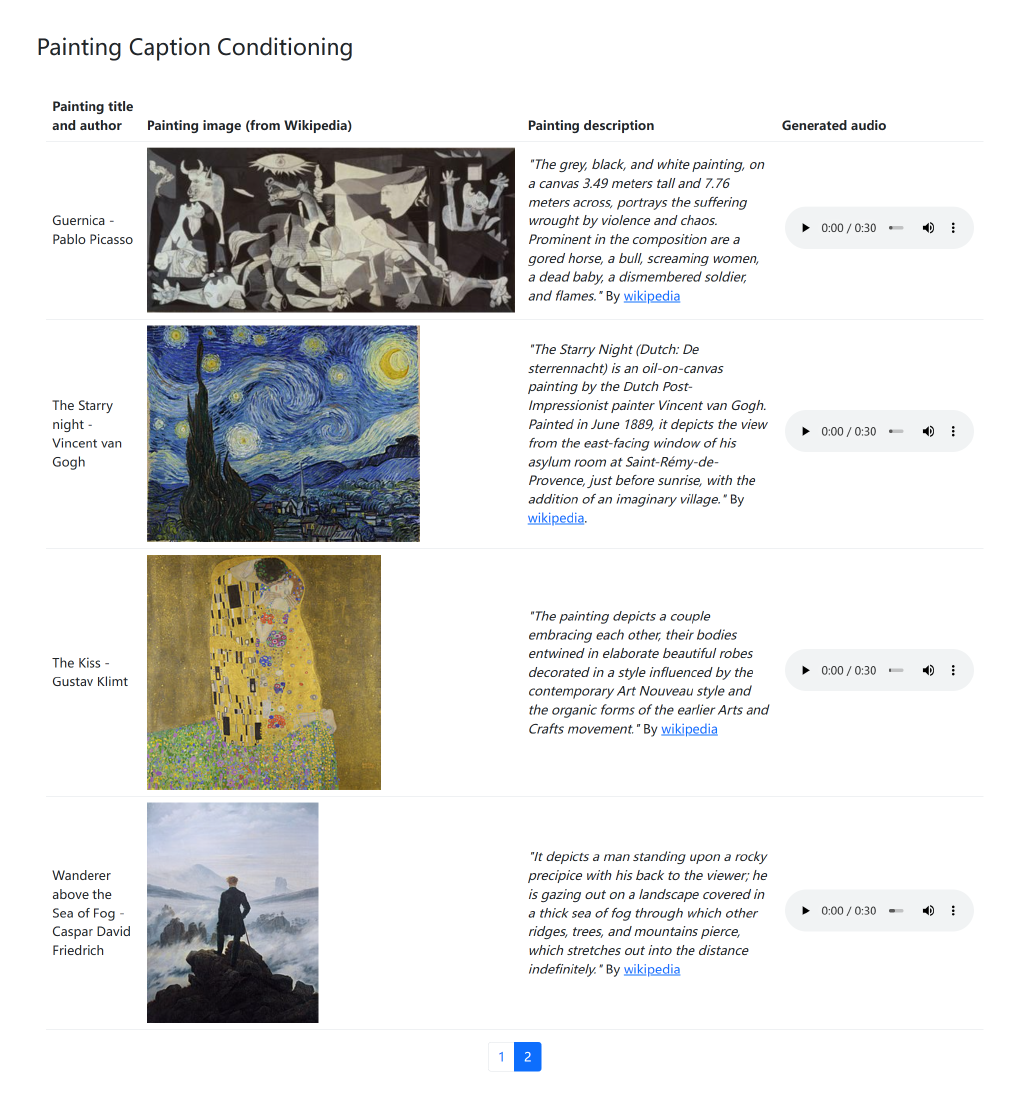 Painting Caption Conditioning
Painting title
and author
Painting image (from Wikipedia)
Painting description
Generated audio
Guernica -
Pablo Picasso
"The grey, black, and white painting, on
a canvas 3.49 meters tall and 7.76
meters across, portrays the suffering
wrought by violence and chaos.
Prominent in the composition are a
gored horse, a bull, screaming women,
a dead baby, a dismembered soldier,
and flames." By wikipedia
0:00 / 0:30
The Starry
night -
Vincent van
Gogh
"The Starry Night (Dutch: De
sterrennacht) is an oil-on-canvas
painting by the Dutch Post-
Impressionist painter Vincent van Gogh.
Painted in June 1889, it depicts the view
from the east-facing window of his
asylum room at Saint-Rémy-de-
Provence, just before sunrise, with the
addition of an imaginary village." By
wikipedia.
0:00 / 0:30
The Kiss -
Gustav Klimt
"The painting depicts a couple
embracing each other, their bodies
entwined in elaborate beautiful robes
decorated in a style influenced by the
contemporary Art Nouveau style and
the organic forms of the earlier Arts and
Crafts movement." By wikipedia
0:00 / 0:30
Wanderer
above the
Sea of Fog -
Caspar David
Friedrich
"It depicts a man standing upon a rocky
precipice with his back to the viewer; he
is gazing out on a landscape covered in
a thick sea of fog through which other
ridges, trees, and mountains pierce,
which stretches out into the distance
indefinitely." By wikipedia
0:00 / 0:30
1 2